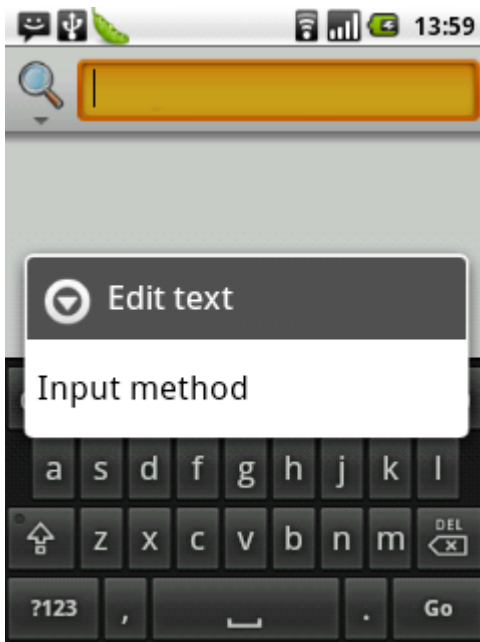 13:59
Edit text
Input method
a s d f g h j k l
z x c v b n m DEL
?123 , . Go